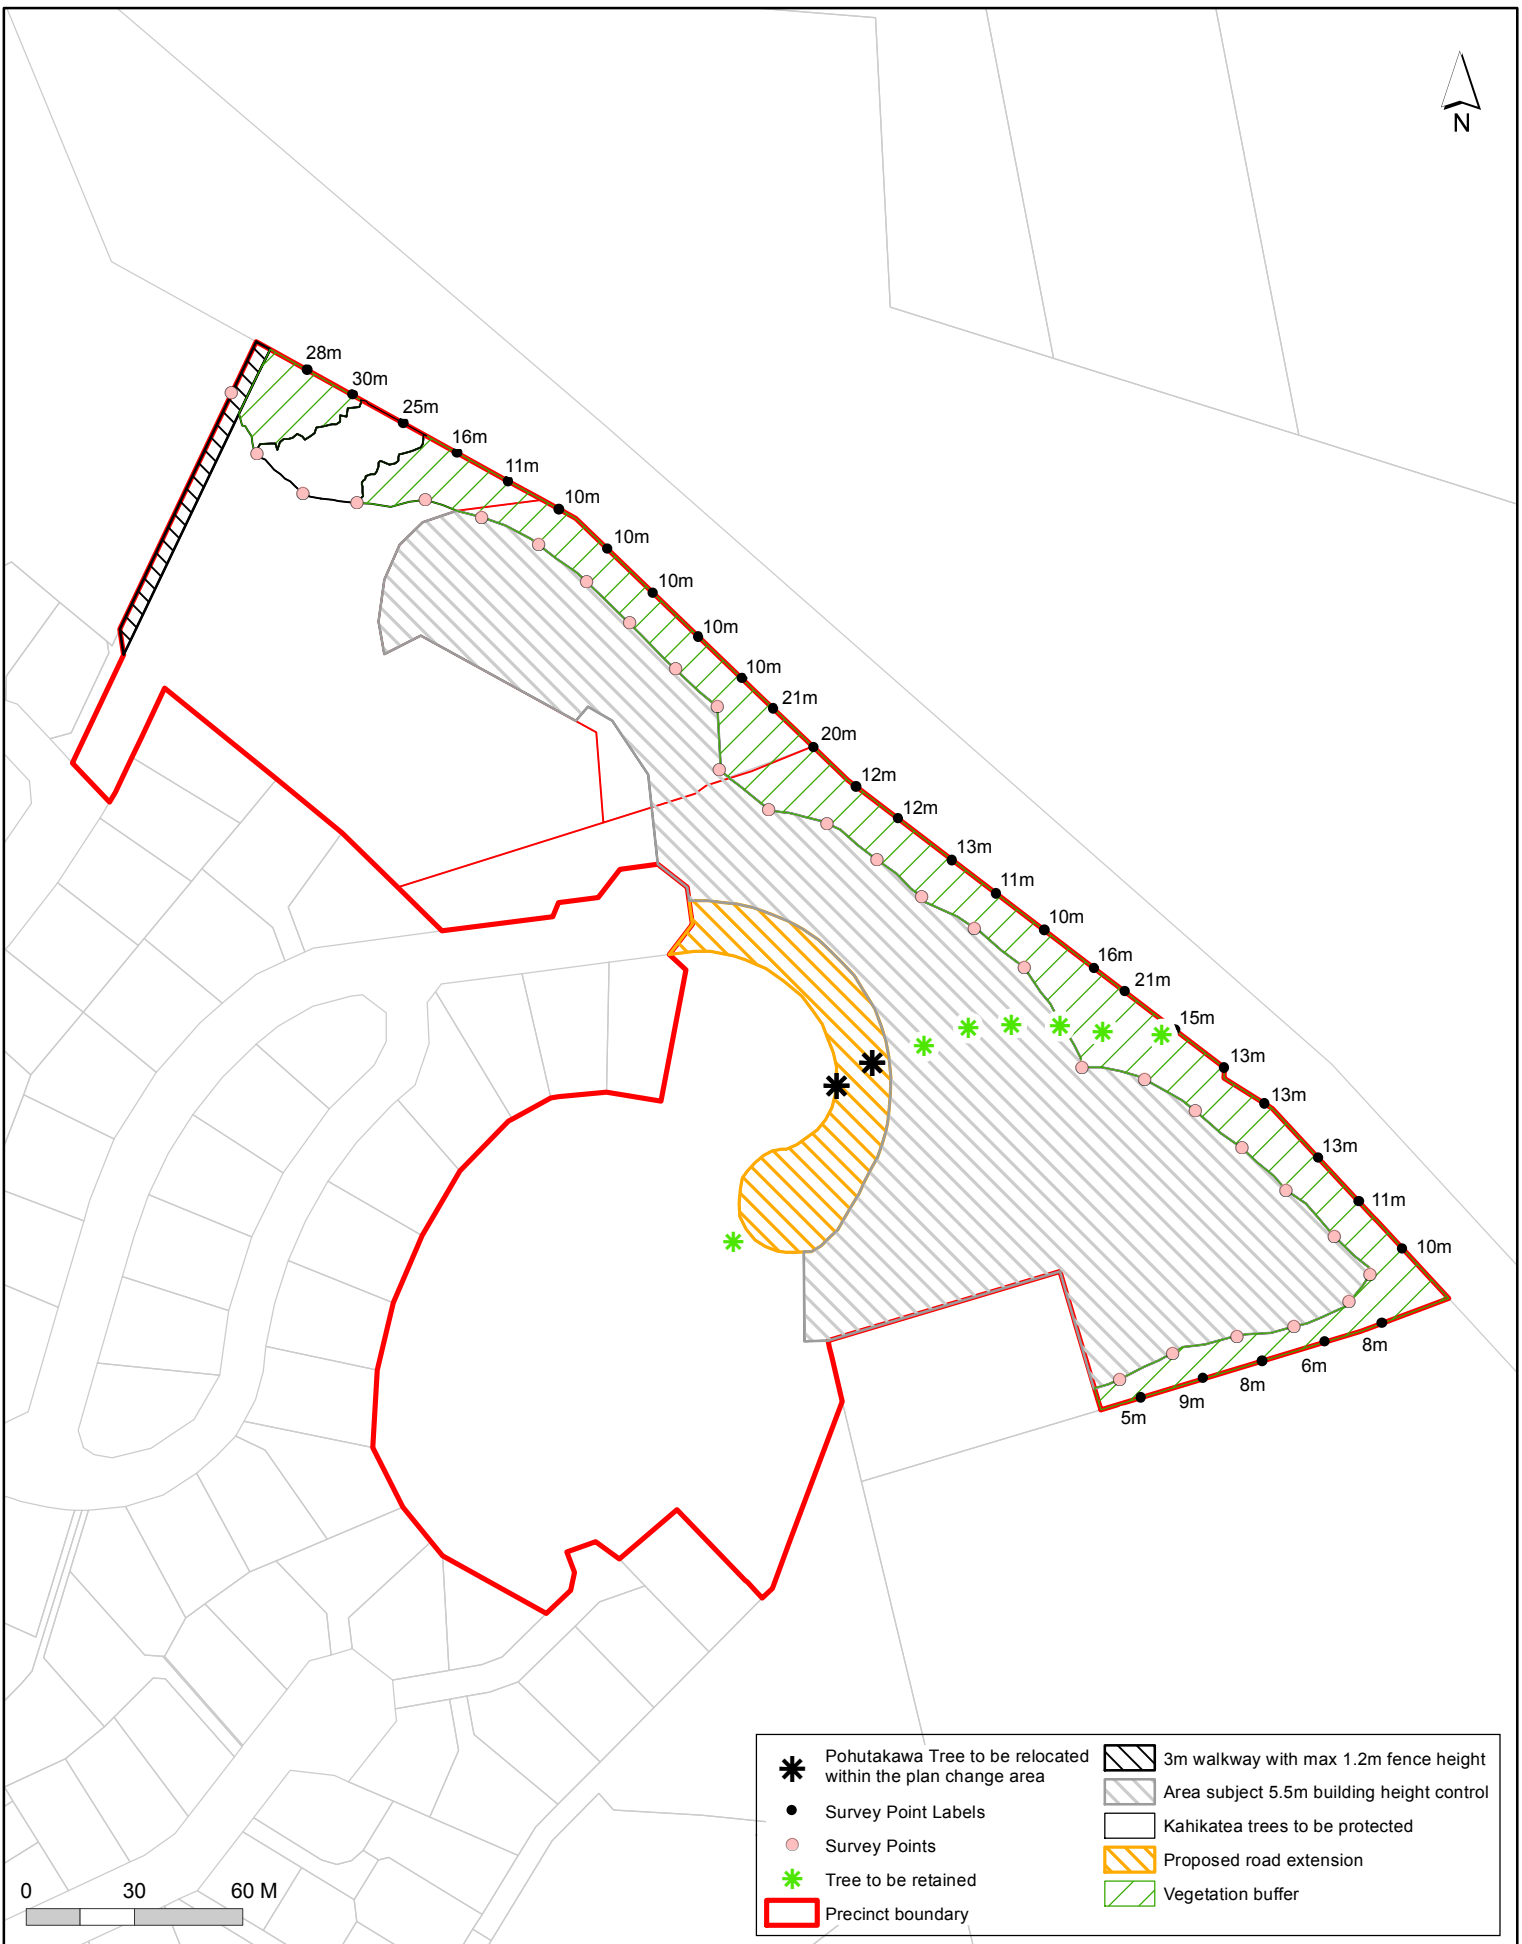 N
28m
30m
25m
16m
11m
10m
10m
10m
10m
10m
21m
20m
12m
12m
13m
11m
10m
16m
21m
15m
13m
13m
13m
11m
10m
8m
6m
8m
9m
5m
Pohutakawa Tree to be relocated
within the plan change area
Survey Point Labels
Survey Points
Tree to be retained
Precinct boundary
3m walkway with max 1.2m fence height
Area subject 5.5m building height control
Kahikatea trees to be protected
Proposed road extension
Vegetation buffer
0 30 60 M